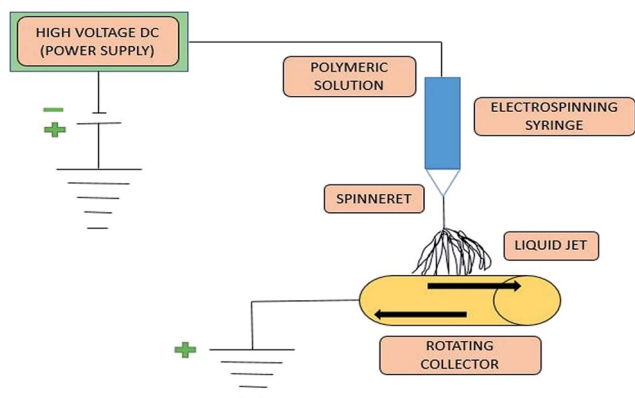 HIGH VOLTAGE DC
(POWER SUPPLY)
POLYMERIC
SOLUTION
ELECTROSPINNING
SYRINGE
SPINNERET
LIQUID JET
ROTATING
COLLECTOR